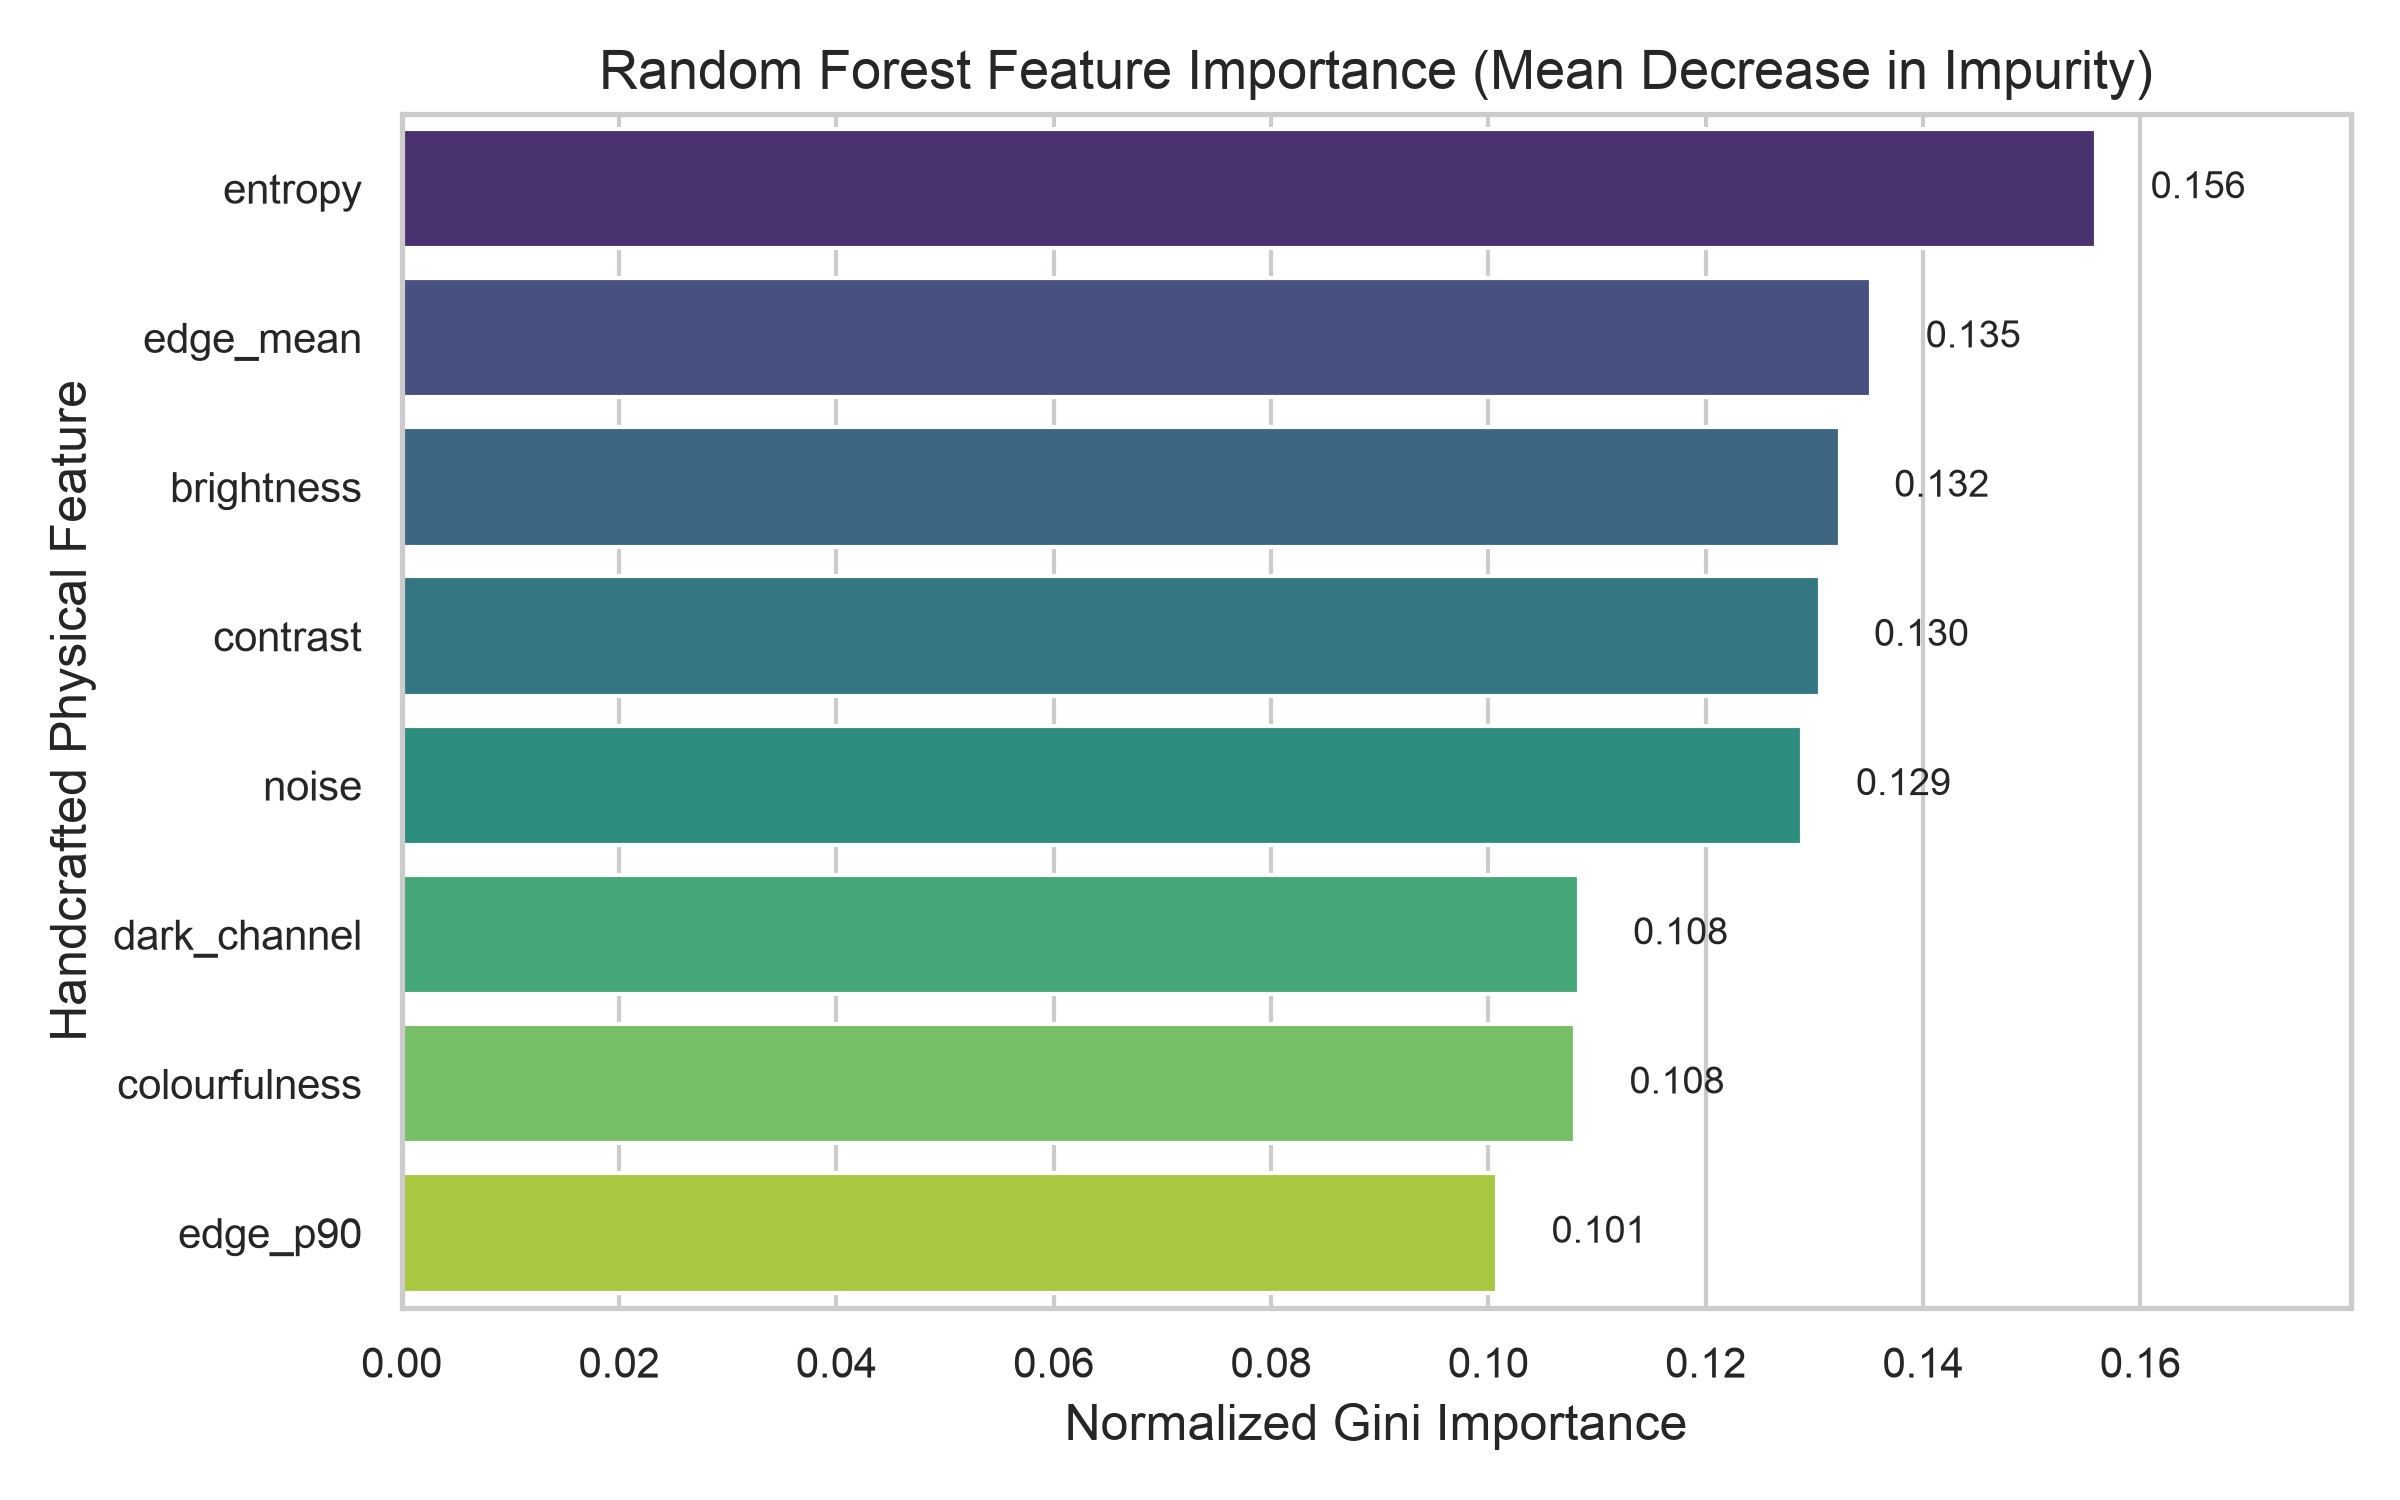 Random Forest Feature Importance (Mean Decrease in Impurity)
Handcrafted Physical Feature
entropy 0.156
edge_mean 0.135
brightness 0.132
contrast 0.130
noise 0.129
dark_channel 0.108
colourfulness 0.108
edge_p90 0.101
0.00 0.02 0.04 0.06 0.08 0.10 0.12 0.14 0.16
Normalized Gini Importance